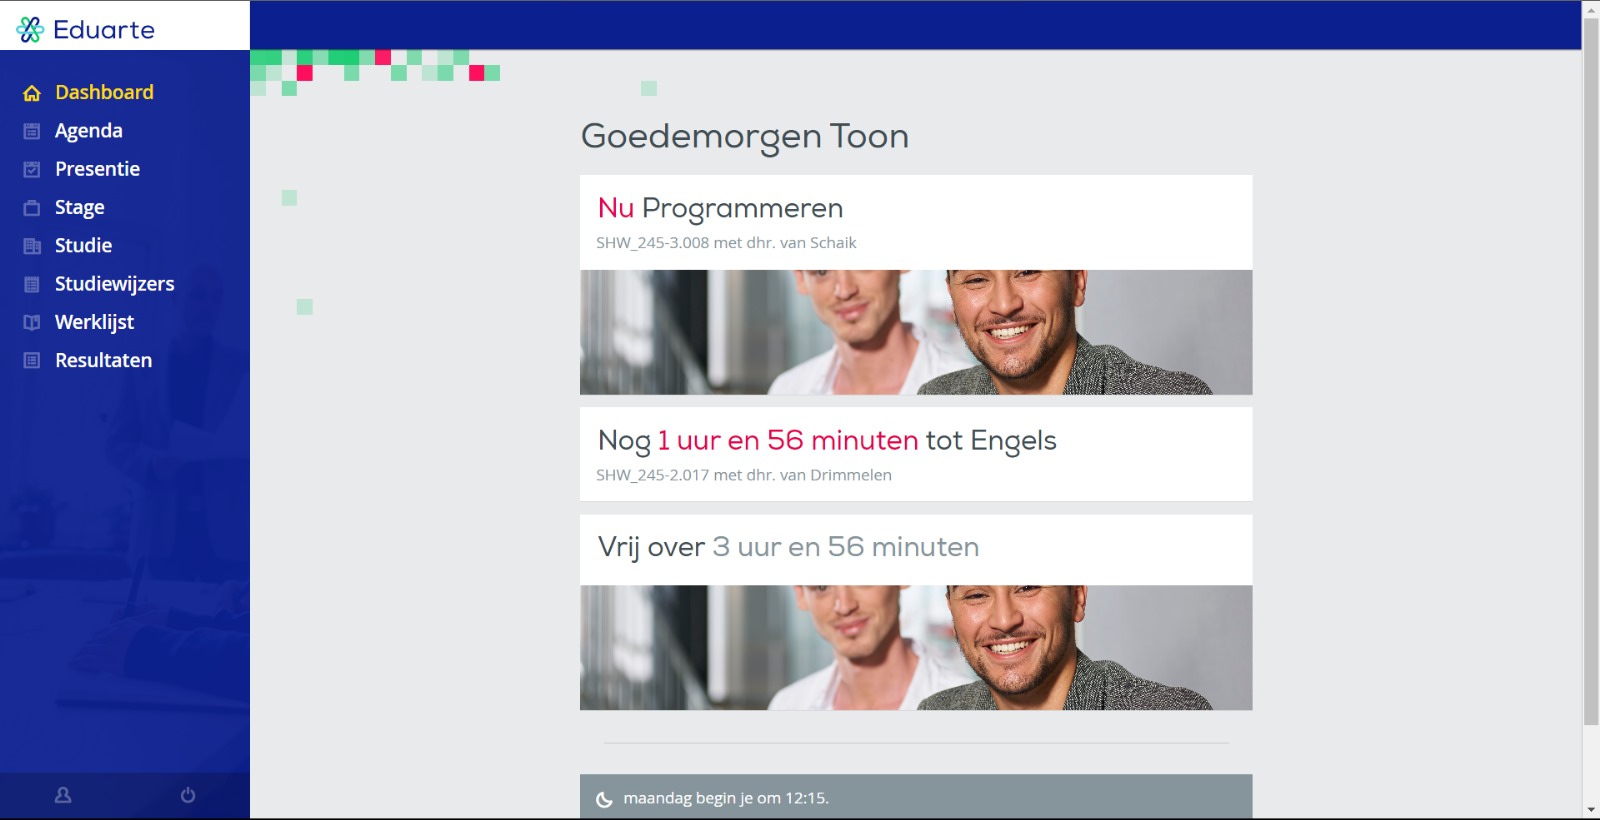 Eduarte
Dashboard
Agenda
Presentie
Stage
Studie
Studiewijzers
Werklijst
Resultaten
Goedemorgen Toon
Nu Programmeren
SHW_245-3.008 met dhr. van Schaik
Nog 1 uur en 56 minuten tot Engels
SHW_245-2.017 met dhr. van Drimmelen
Vrij over 3 uur en 56 minuten
maandag begin je om 12:15.